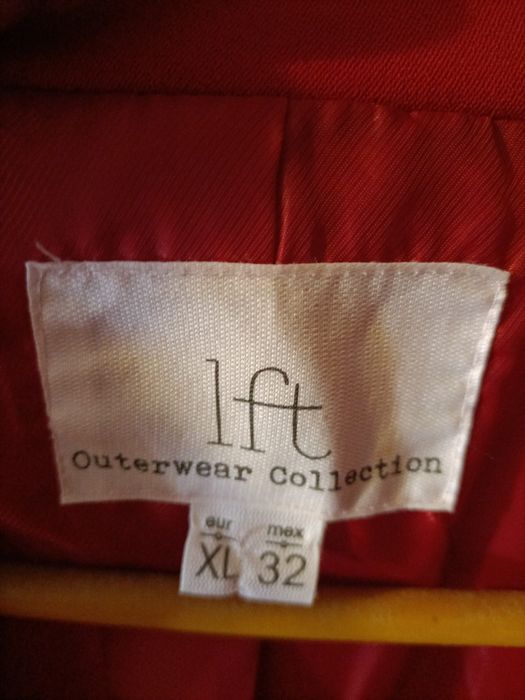 lft
Outerwear Collection
eur mex
XL 32